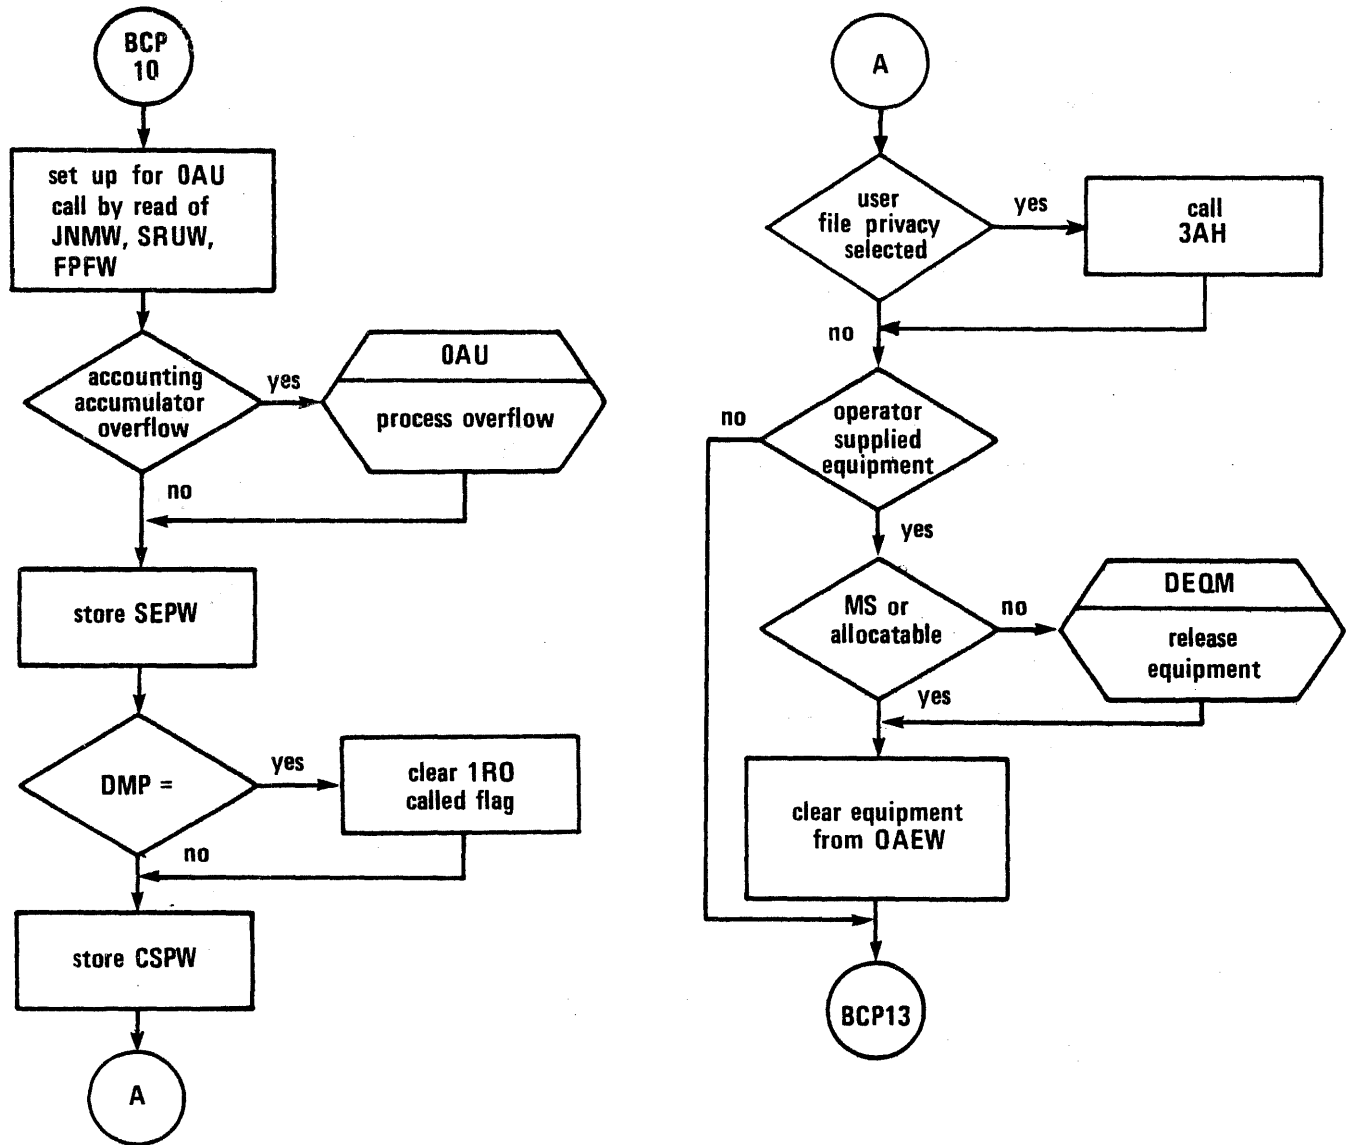 BCP
10
set up for 0AU
call by read of
JNMW, SRUW,
FPFW
accounting
accumulator
overflow
yes
0AU
process overflow
no
store SEPW
DMP =
yes
clear 1RO
called flag
no
store CSPW
A
A
user
file privacy
selected
yes
call
3AH
no
operator
supplied
equipment
no
yes
MS or
allocatable
no
DEQM
release
equipment
yes
clear equipment
from OAEW
BCP13